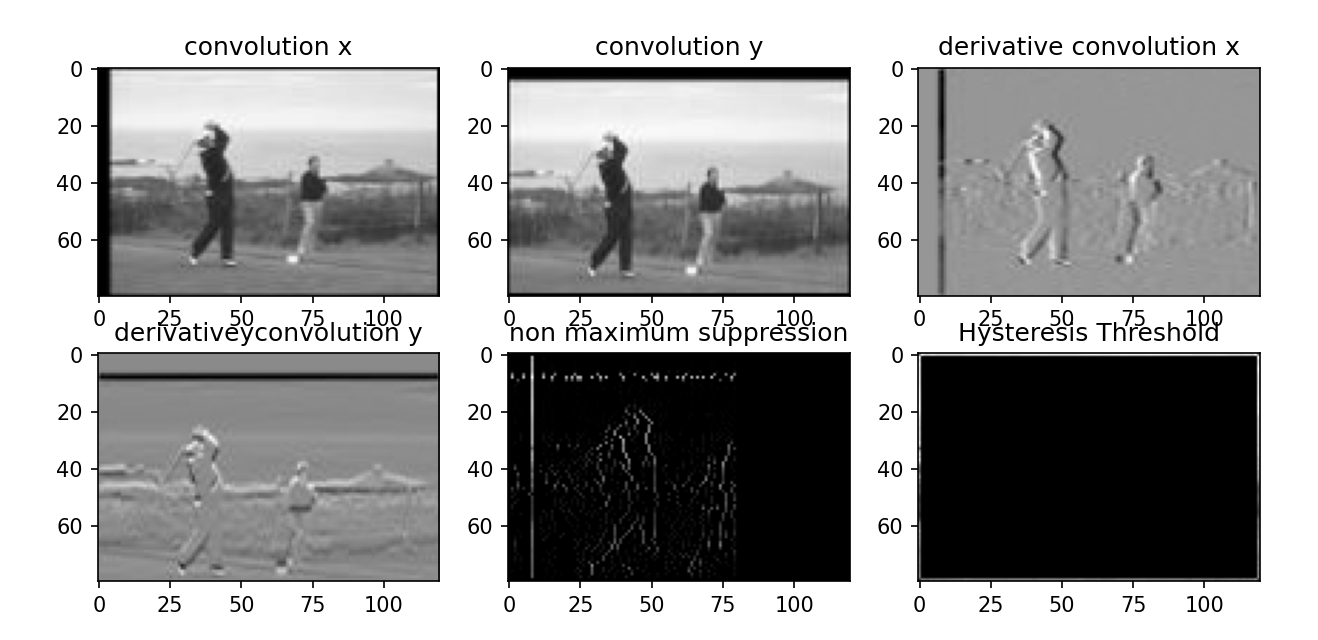 convolution x
convolution y
derivative convolution x
0
20
40
60
0
20
40
60
0
20
40
60
0 25 50 75 100
0 25 50 75 100
0 25 50 75 100
derivativeyconvolution y
non maximum suppression
Hysteresis Threshold
0
20
40
60
0
20
40
60
0
20
40
60
0 25 50 75 100
0 25 50 75 100
0 25 50 75 100